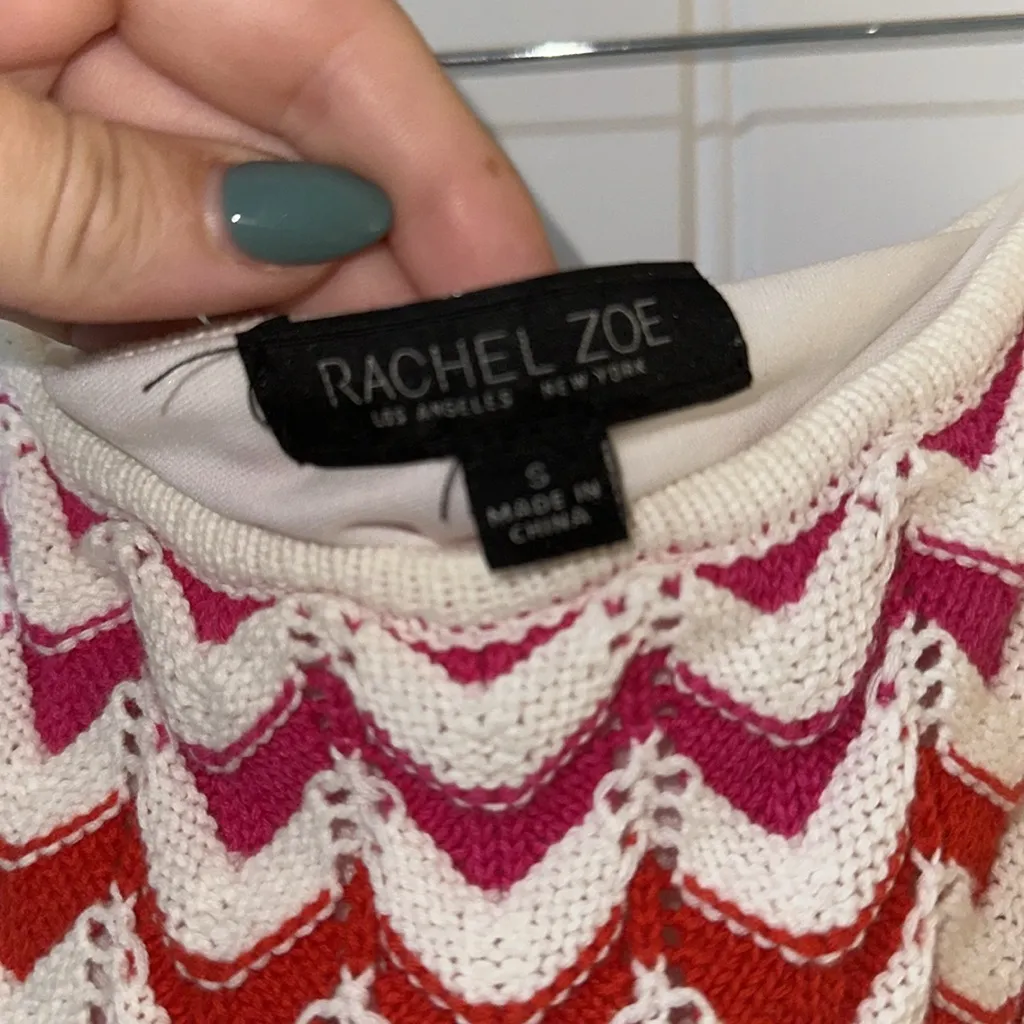 RACHEL ZOE
LOS ANGELES NEW YORK
S
MADE IN
CHINA